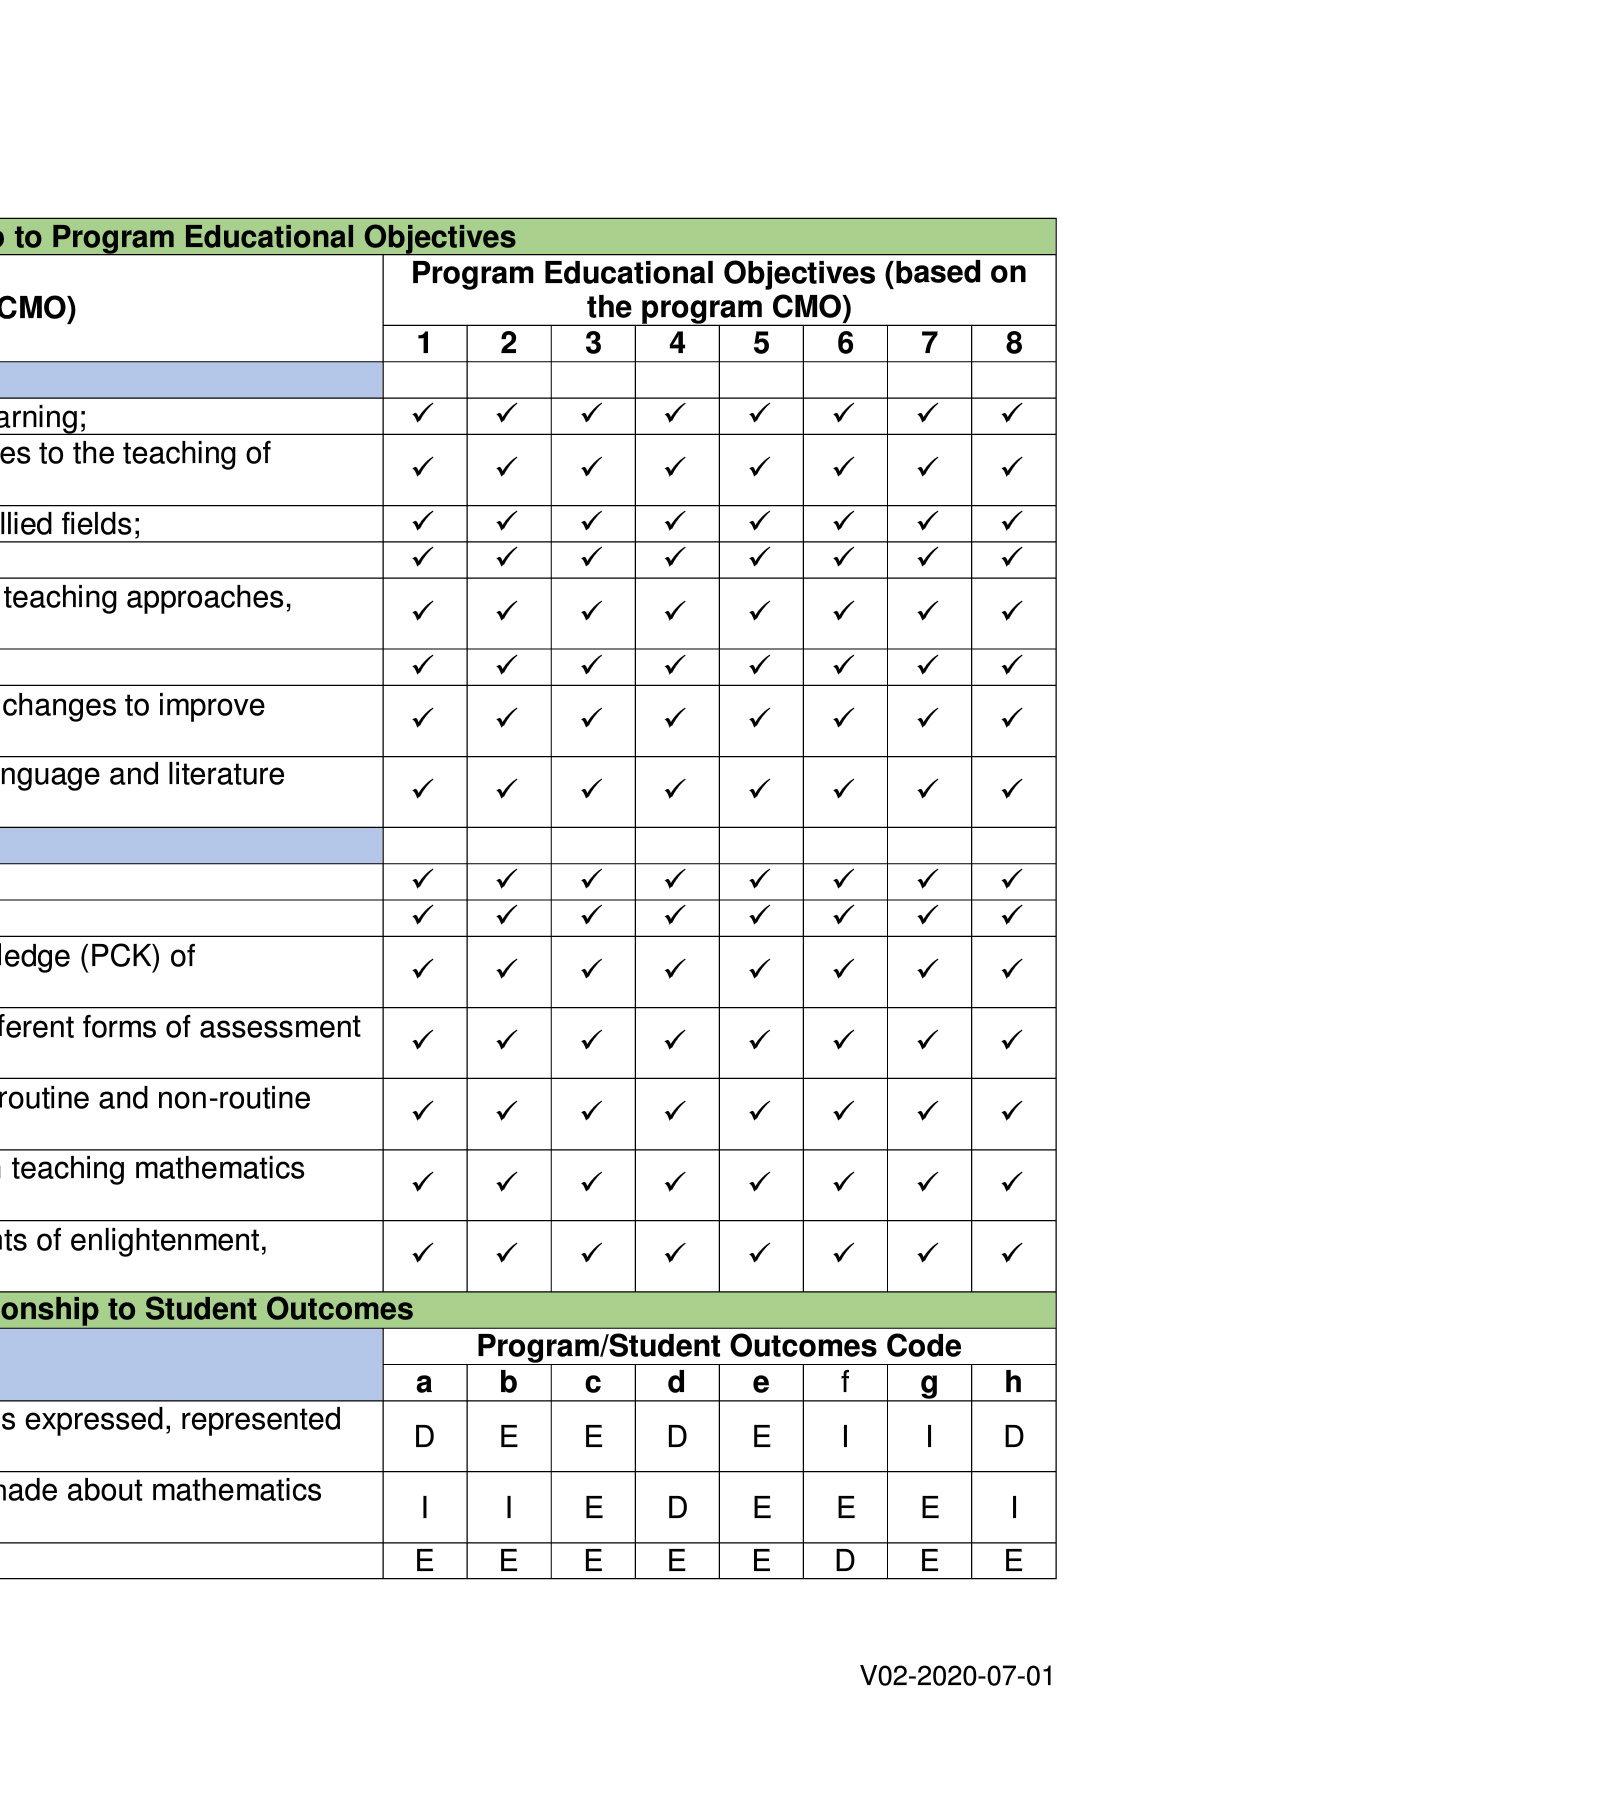 to Program Educational Objectives
Program Educational Objectives (based on
the program CMO)
CMO)
1 2 3 4 5 6 7 8
✓ ✓ ✓ ✓ ✓ ✓ ✓ ✓
es to the teaching of
✓ ✓ ✓ ✓ ✓ ✓ ✓ ✓
llied fields; ✓ ✓ ✓ ✓ ✓ ✓ ✓ ✓
✓ ✓ ✓ ✓ ✓ ✓ ✓ ✓
teaching approaches,
✓ ✓ ✓ ✓ ✓ ✓ ✓ ✓
✓ ✓ ✓ ✓ ✓ ✓ ✓ ✓
changes to improve
✓ ✓ ✓ ✓ ✓ ✓ ✓ ✓
nguage and literature
✓ ✓ ✓ ✓ ✓ ✓ ✓ ✓
✓ ✓ ✓ ✓ ✓ ✓ ✓ ✓
✓ ✓ ✓ ✓ ✓ ✓ ✓ ✓
ledge (PCK) of
✓ ✓ ✓ ✓ ✓ ✓ ✓ ✓
ferent forms of assessment
✓ ✓ ✓ ✓ ✓ ✓ ✓ ✓
routine and non-routine
✓ ✓ ✓ ✓ ✓ ✓ ✓ ✓
teaching mathematics
✓ ✓ ✓ ✓ ✓ ✓ ✓ ✓
nts of enlightenment,
✓ ✓ ✓ ✓ ✓ ✓ ✓ ✓
onship to Student Outcomes
Program/Student Outcomes Code
a b c d e f g h
s expressed, represented
D E E D E I I D
made about mathematics
I I E D E E E I
E E E E E D E E
V02-2020-07-01